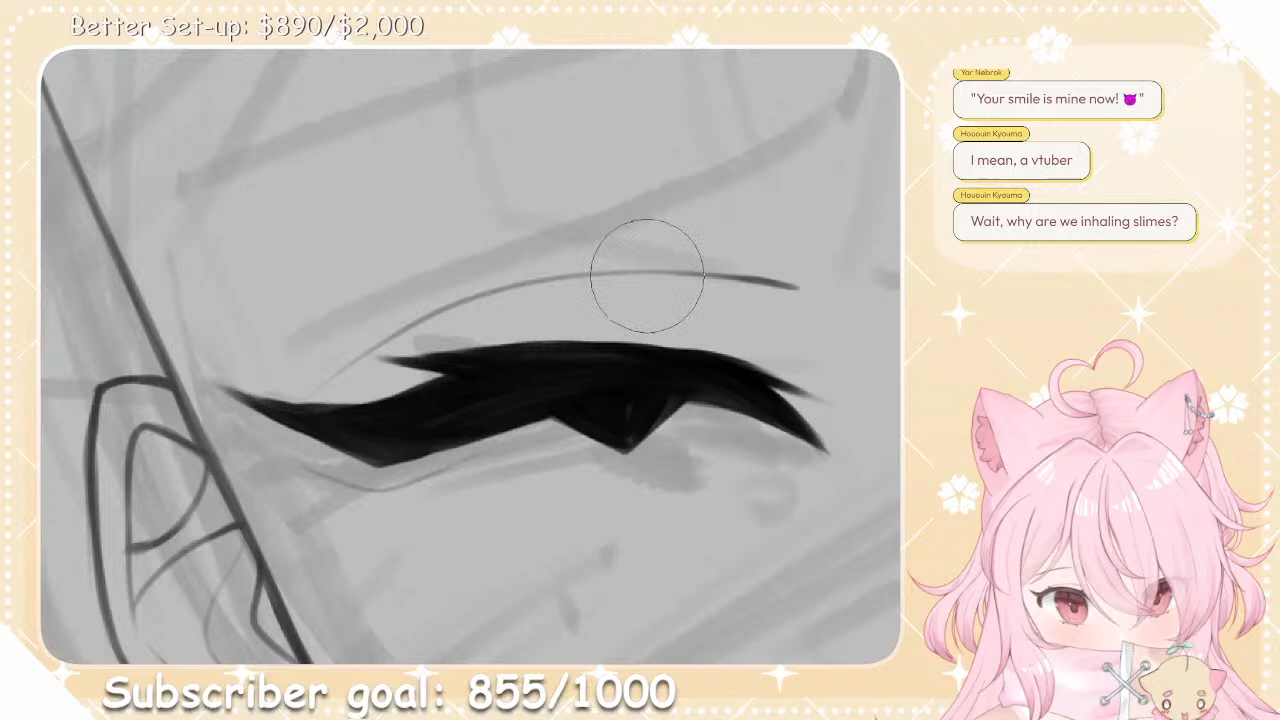 Better Set-up: $890/$2,000
Yar Nebrok
"Your smile is mine now! 😈"
Hououin Kyouma
I mean, a vtuber
Hououin Kyouma
Wait, why are we inhaling slimes?
Subscriber goal: 855/1000